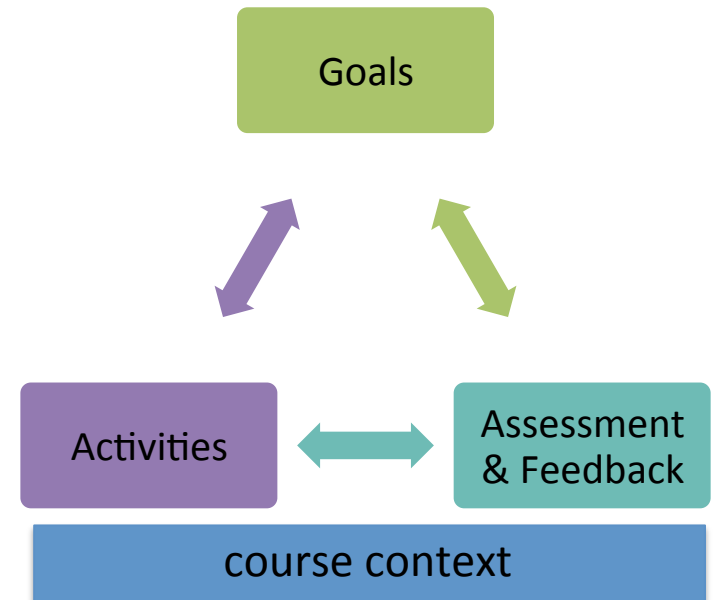 Goals
Activities
Assessment
& Feedback
course context